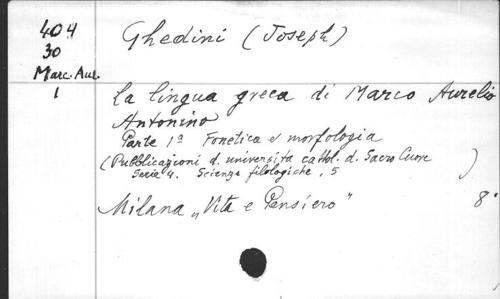 404
30
Marc. Aur.
1
Ghedini (Joseph)
La lingua greca di Marco Aurelio
Antonino
Parte 1ª Fonetica e morfologia
(Pubblicazioni d. università cattol. d. Sacro Cuore
Serie 4. Scienze filologiche, 5 )
Milana „Vita e Pensiero" 8°